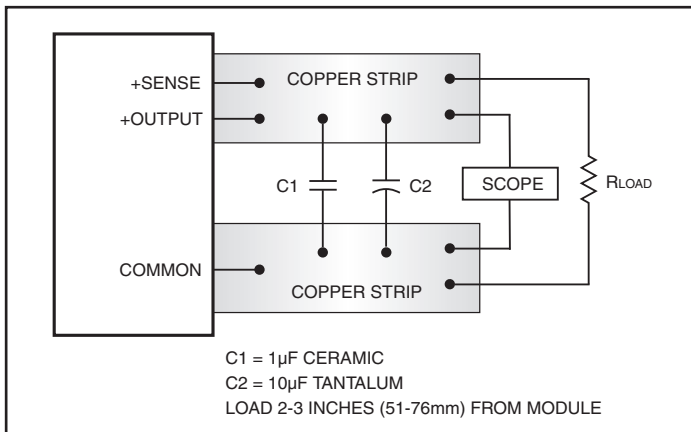 +SENSE
COPPER STRIP
+OUTPUT
C1
C2
SCOPE
RLOAD
COMMON
COPPER STRIP
C1 = 1µF CERAMIC
C2 = 10µF TANTALUM
LOAD 2-3 INCHES (51-76mm) FROM MODULE